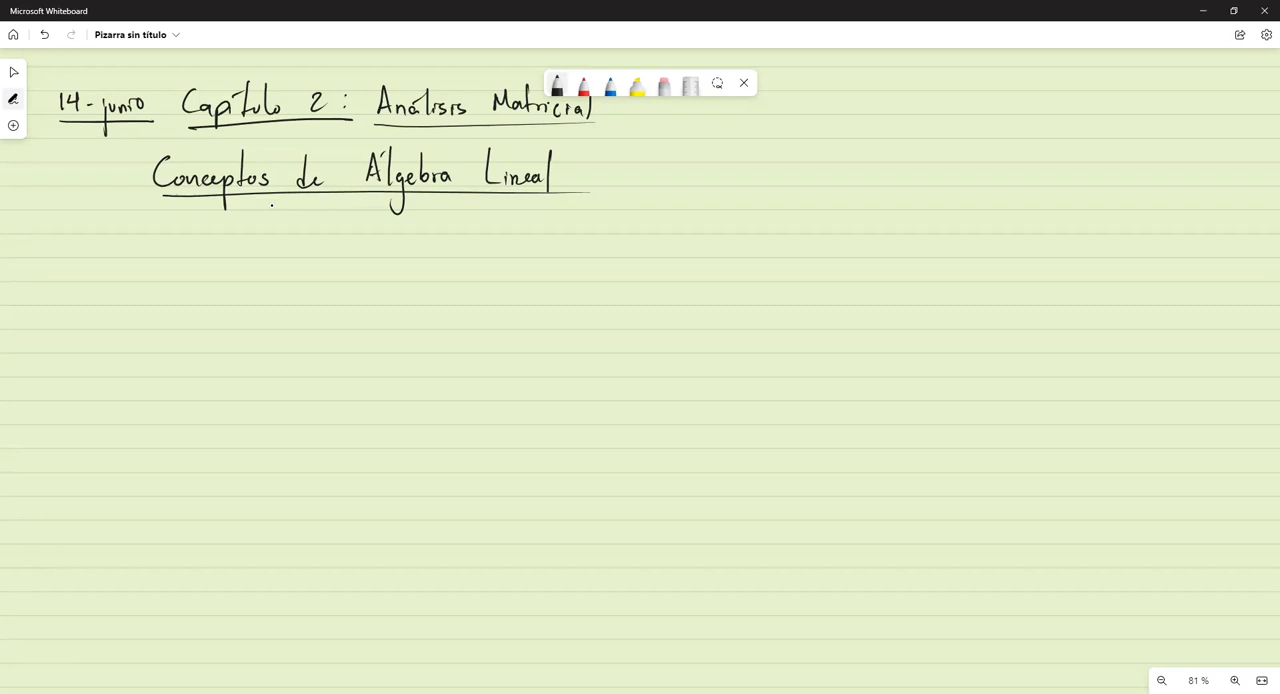 Microsoft Whiteboard
Pizarra sin título
14-junio Capítulo 2: Análisis Matricial
Conceptos de Álgebra Lineal
81 %